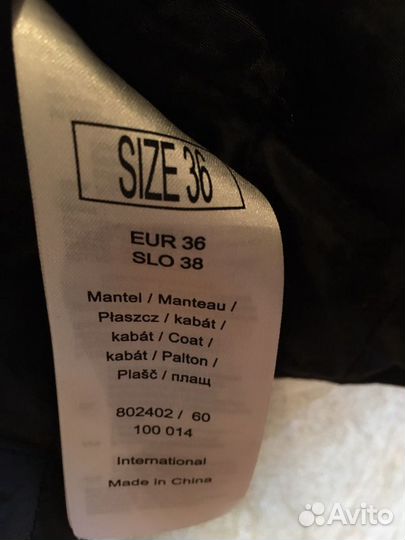 SIZE 36
EUR 36
SLO 38
Mantel / Manteau /
Płaszcz / kabát /
kabát / Coat /
kabát / Palton /
Plašč / плащ
802402 / 60
100 014
International
Made in China
Avito